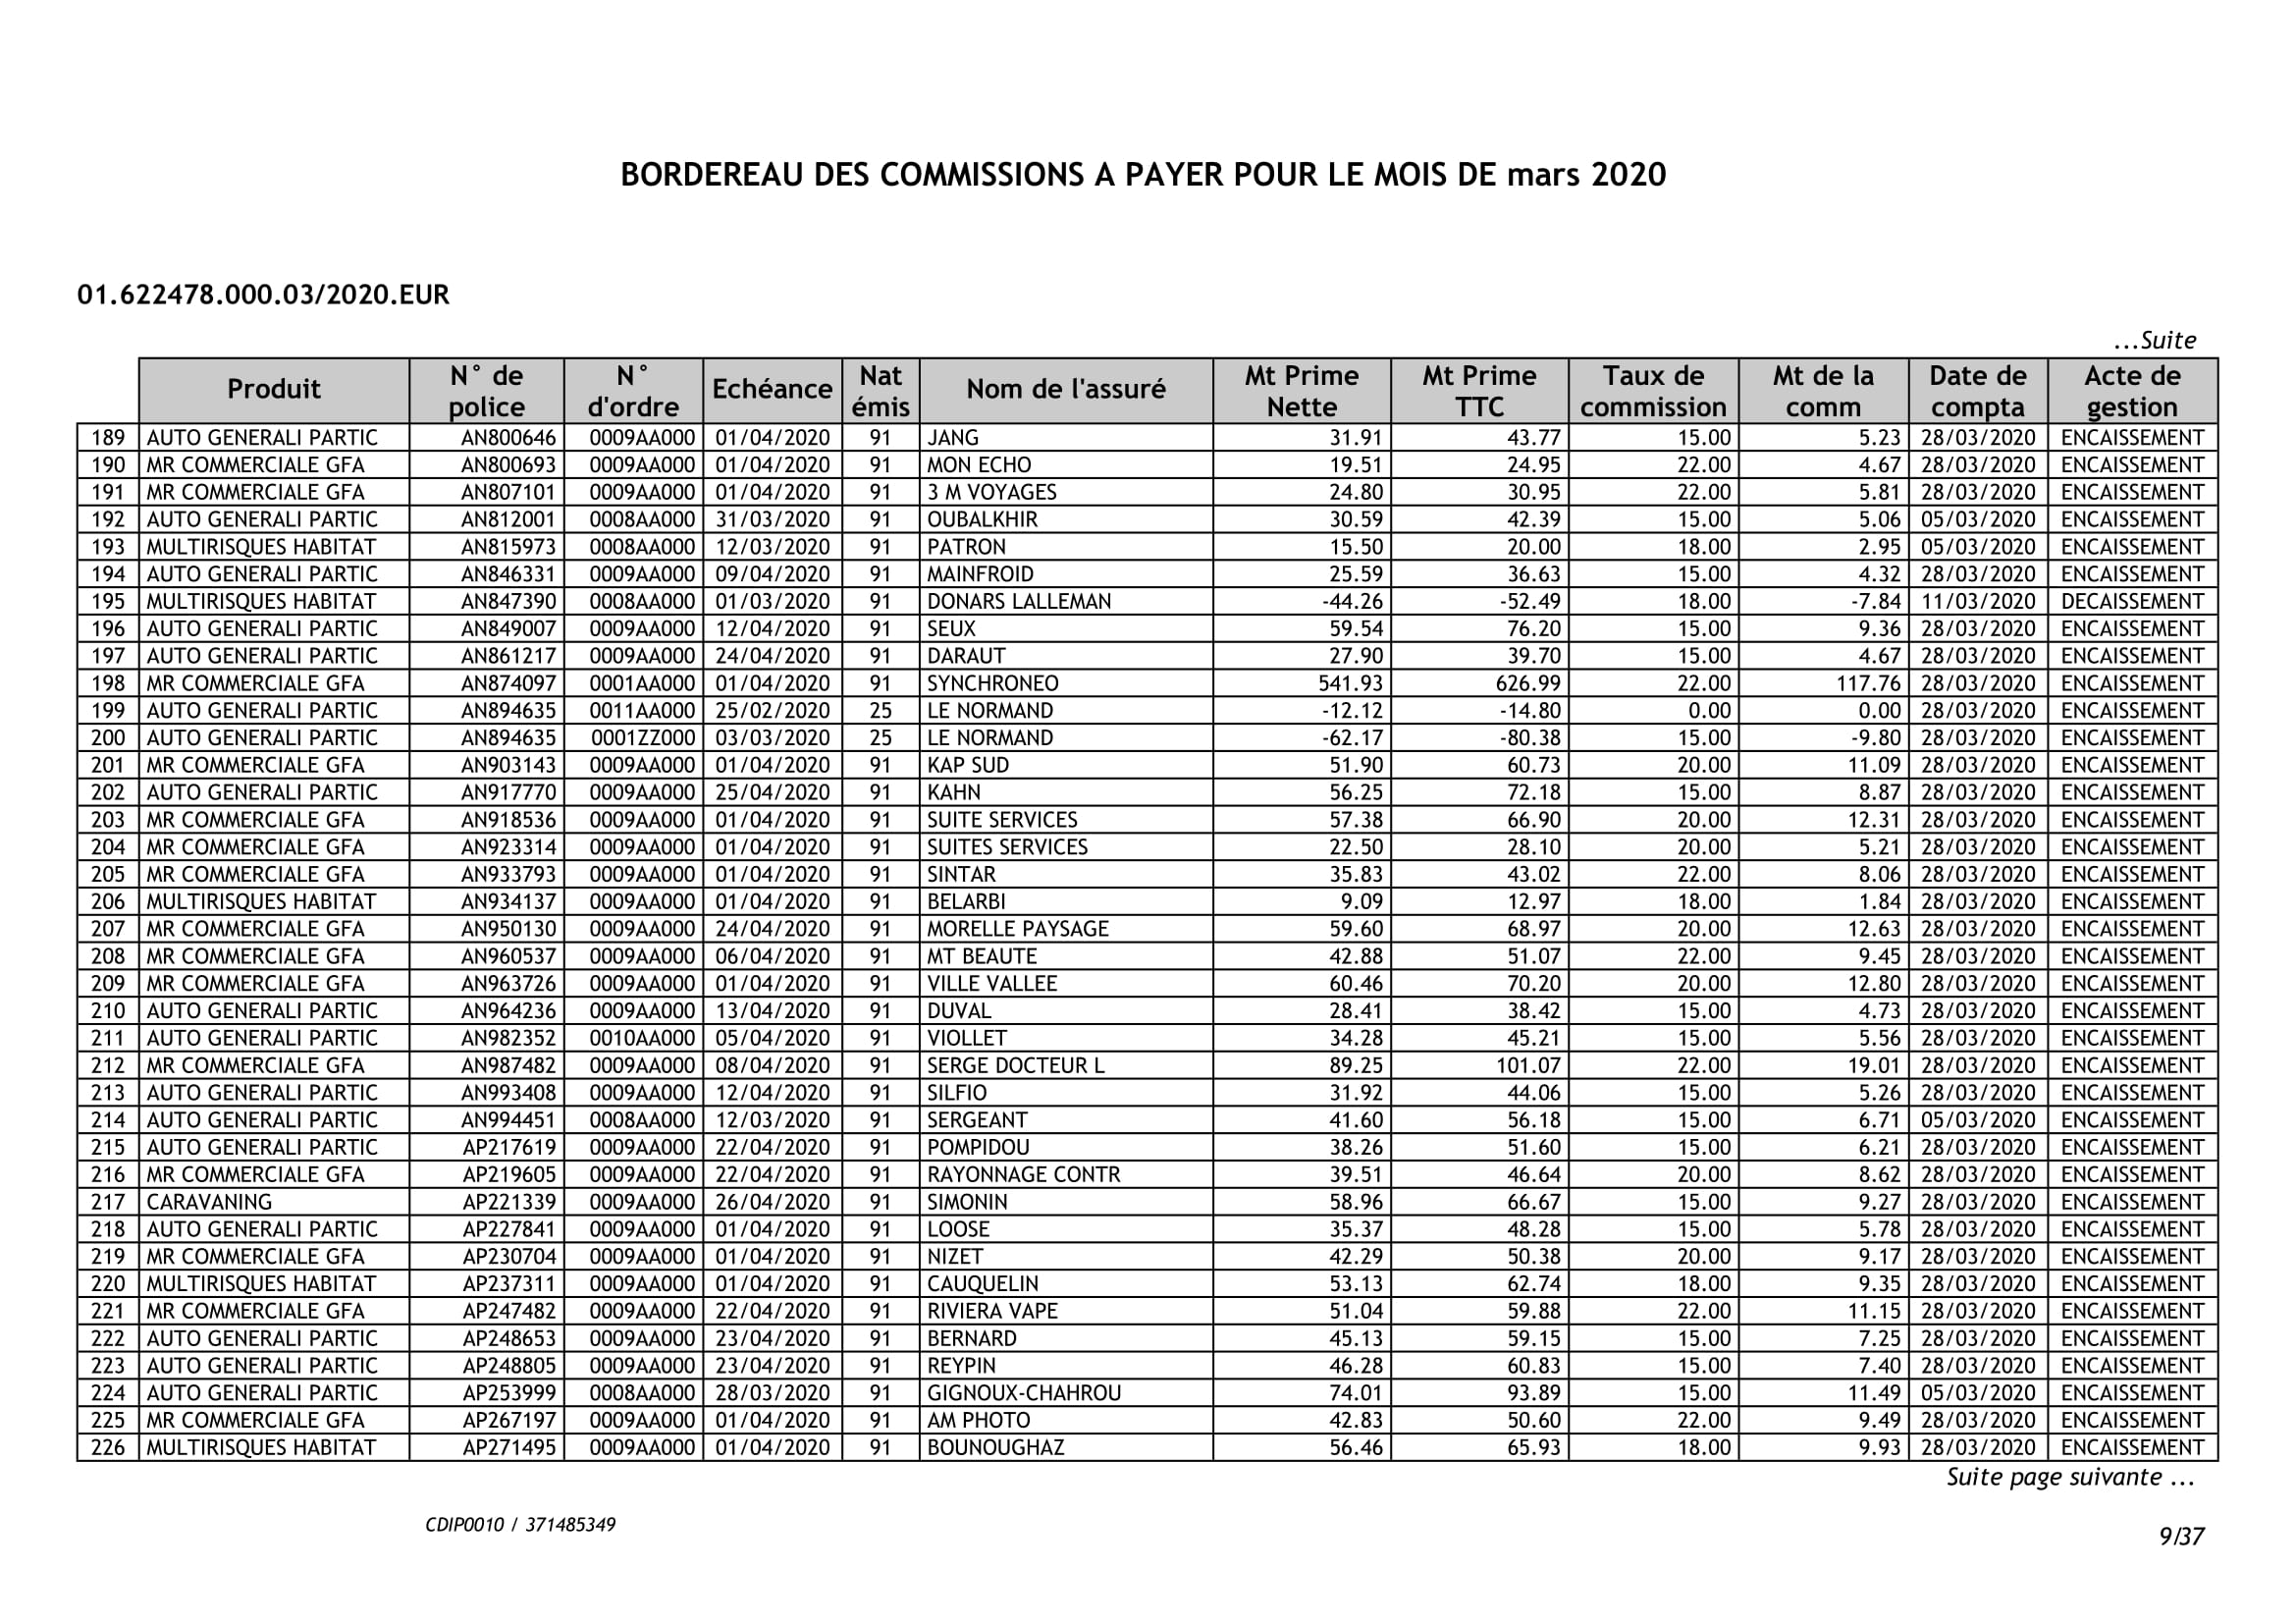 BORDEREAU DES COMMISSIONS A PAYER POUR LE MOIS DE mars 2020
01.622478.000.03/2020.EUR
...Suite
Produit N° de police N° d'ordre Echéance Nat émis Nom de l'assuré Mt Prime Nette Mt Prime TTC Taux de commission Mt de la comm Date de compta Acte de gestion
189 AUTO GENERALI PARTIC AN800646 0009AA000 01/04/2020 91 JANG 31.91 43.77 15.00 5.23 28/03/2020 ENCAISSEMENT
190 MR COMMERCIALE GFA AN800693 0009AA000 01/04/2020 91 MON ECHO 19.51 24.95 22.00 4.67 28/03/2020 ENCAISSEMENT
191 MR COMMERCIALE GFA AN807101 0009AA000 01/04/2020 91 3 M VOYAGES 24.80 30.95 22.00 5.81 28/03/2020 ENCAISSEMENT
192 AUTO GENERALI PARTIC AN812001 0008AA000 31/03/2020 91 OUBALKHIR 30.59 42.39 15.00 5.06 05/03/2020 ENCAISSEMENT
193 MULTIRISQUES HABITAT AN815973 0008AA000 12/03/2020 91 PATRON 15.50 20.00 18.00 2.95 05/03/2020 ENCAISSEMENT
194 AUTO GENERALI PARTIC AN846331 0009AA000 09/04/2020 91 MAINFROID 25.59 36.63 15.00 4.32 28/03/2020 ENCAISSEMENT
195 MULTIRISQUES HABITAT AN847390 0008AA000 01/03/2020 91 DONARS LALLEMAN -44.26 -52.49 18.00 -7.84 11/03/2020 DECAISSEMENT
196 AUTO GENERALI PARTIC AN849007 0009AA000 12/04/2020 91 SEUX 59.54 76.20 15.00 9.36 28/03/2020 ENCAISSEMENT
197 AUTO GENERALI PARTIC AN861217 0009AA000 24/04/2020 91 DARAUT 27.90 39.70 15.00 4.67 28/03/2020 ENCAISSEMENT
198 MR COMMERCIALE GFA AN874097 0001AA000 01/04/2020 91 SYNCHRONEO 541.93 626.99 22.00 117.76 28/03/2020 ENCAISSEMENT
199 AUTO GENERALI PARTIC AN894635 0011AA000 25/02/2020 25 LE NORMAND -12.12 -14.80 0.00 0.00 28/03/2020 ENCAISSEMENT
200 AUTO GENERALI PARTIC AN894635 0001ZZ000 03/03/2020 25 LE NORMAND -62.17 -80.38 15.00 -9.80 28/03/2020 ENCAISSEMENT
201 MR COMMERCIALE GFA AN903143 0009AA000 01/04/2020 91 KAP SUD 51.90 60.73 20.00 11.09 28/03/2020 ENCAISSEMENT
202 AUTO GENERALI PARTIC AN917770 0009AA000 25/04/2020 91 KAHN 56.25 72.18 15.00 8.87 28/03/2020 ENCAISSEMENT
203 MR COMMERCIALE GFA AN918536 0009AA000 01/04/2020 91 SUITE SERVICES 57.38 66.90 20.00 12.31 28/03/2020 ENCAISSEMENT
204 MR COMMERCIALE GFA AN923314 0009AA000 01/04/2020 91 SUITES SERVICES 22.50 28.10 20.00 5.21 28/03/2020 ENCAISSEMENT
205 MR COMMERCIALE GFA AN933793 0009AA000 01/04/2020 91 SINTAR 35.83 43.02 22.00 8.06 28/03/2020 ENCAISSEMENT
206 MULTIRISQUES HABITAT AN934137 0009AA000 01/04/2020 91 BELARBI 9.09 12.97 18.00 1.84 28/03/2020 ENCAISSEMENT
207 MR COMMERCIALE GFA AN950130 0009AA000 24/04/2020 91 MORELLE PAYSAGE 59.60 68.97 20.00 12.63 28/03/2020 ENCAISSEMENT
208 MR COMMERCIALE GFA AN960537 0009AA000 06/04/2020 91 MT BEAUTE 42.88 51.07 22.00 9.45 28/03/2020 ENCAISSEMENT
209 MR COMMERCIALE GFA AN963726 0009AA000 01/04/2020 91 VILLE VALLEE 60.46 70.20 20.00 12.80 28/03/2020 ENCAISSEMENT
210 AUTO GENERALI PARTIC AN964236 0009AA000 13/04/2020 91 DUVAL 28.41 38.42 15.00 4.73 28/03/2020 ENCAISSEMENT
211 AUTO GENERALI PARTIC AN982352 0010AA000 05/04/2020 91 VIOLLET 34.28 45.21 15.00 5.56 28/03/2020 ENCAISSEMENT
212 MR COMMERCIALE GFA AN987482 0009AA000 08/04/2020 91 SERGE DOCTEUR L 89.25 101.07 22.00 19.01 28/03/2020 ENCAISSEMENT
213 AUTO GENERALI PARTIC AN993408 0009AA000 12/04/2020 91 SILFIO 31.92 44.06 15.00 5.26 28/03/2020 ENCAISSEMENT
214 AUTO GENERALI PARTIC AN994451 0008AA000 12/03/2020 91 SERGEANT 41.60 56.18 15.00 6.71 05/03/2020 ENCAISSEMENT
215 AUTO GENERALI PARTIC AP217619 0009AA000 22/04/2020 91 POMPIDOU 38.26 51.60 15.00 6.21 28/03/2020 ENCAISSEMENT
216 MR COMMERCIALE GFA AP219605 0009AA000 22/04/2020 91 RAYONNAGE CONTR 39.51 46.64 20.00 8.62 28/03/2020 ENCAISSEMENT
217 CARAVANING AP221339 0009AA000 26/04/2020 91 SIMONIN 58.96 66.67 15.00 9.27 28/03/2020 ENCAISSEMENT
218 AUTO GENERALI PARTIC AP227841 0009AA000 01/04/2020 91 LOOSE 35.37 48.28 15.00 5.78 28/03/2020 ENCAISSEMENT
219 MR COMMERCIALE GFA AP230704 0009AA000 01/04/2020 91 NIZET 42.29 50.38 20.00 9.17 28/03/2020 ENCAISSEMENT
220 MULTIRISQUES HABITAT AP237311 0009AA000 01/04/2020 91 CAUQUELIN 53.13 62.74 18.00 9.35 28/03/2020 ENCAISSEMENT
221 MR COMMERCIALE GFA AP247482 0009AA000 22/04/2020 91 RIVIERA VAPE 51.04 59.88 22.00 11.15 28/03/2020 ENCAISSEMENT
222 AUTO GENERALI PARTIC AP248653 0009AA000 23/04/2020 91 BERNARD 45.13 59.15 15.00 7.25 28/03/2020 ENCAISSEMENT
223 AUTO GENERALI PARTIC AP248805 0009AA000 23/04/2020 91 REYPIN 46.28 60.83 15.00 7.40 28/03/2020 ENCAISSEMENT
224 AUTO GENERALI PARTIC AP253999 0008AA000 28/03/2020 91 GIGNOUX-CHAHROU 74.01 93.89 15.00 11.49 05/03/2020 ENCAISSEMENT
225 MR COMMERCIALE GFA AP267197 0009AA000 01/04/2020 91 AM PHOTO 42.83 50.60 22.00 9.49 28/03/2020 ENCAISSEMENT
226 MULTIRISQUES HABITAT AP271495 0009AA000 01/04/2020 91 BOUNOUGHAZ 56.46 65.93 18.00 9.93 28/03/2020 ENCAISSEMENT
Suite page suivante ...
CDIP0010 / 371485349
9/37